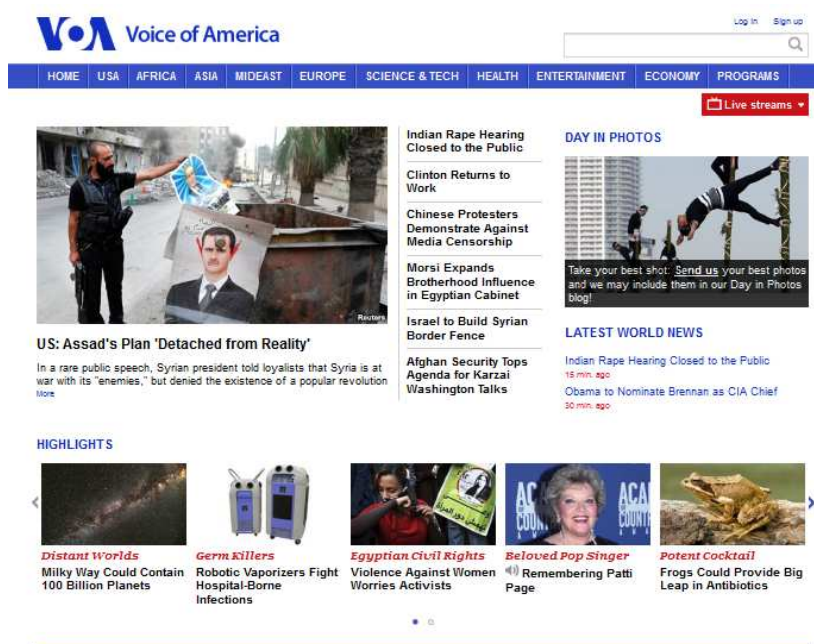 VOA Voice of America
Log in Sign up
HOME USA AFRICA ASIA MIDEAST EUROPE SCIENCE & TECH HEALTH ENTERTAINMENT ECONOMY PROGRAMS
Live streams
Reuters
US: Assad's Plan 'Detached from Reality'
In a rare public speech, Syrian president told loyalists that Syria is at
war with its "enemies," but denied the existence of a popular revolution
More
Indian Rape Hearing
Closed to the Public
Clinton Returns to
Work
Chinese Protesters
Demonstrate Against
Media Censorship
Morsi Expands
Brotherhood Influence
in Egyptian Cabinet
Israel to Build Syrian
Border Fence
Afghan Security Tops
Agenda for Karzai
Washington Talks
DAY IN PHOTOS
Take your best shot: Send us your best photos
and we may include them in our Day in Photos
blog!
LATEST WORLD NEWS
Indian Rape Hearing Closed to the Public
15 min. ago
Obama to Nominate Brennan as CIA Chief
30 min. ago
HIGHLIGHTS
Distant Worlds
Milky Way Could Contain
100 Billion Planets
Germ Killers
Robotic Vaporizers Fight
Hospital-Borne
Infections
Egyptian Civil Rights
Violence Against Women
Worries Activists
Beloved Pop Singer
Remembering Patti
Page
Potent Cocktail
Frogs Could Provide Big
Leap in Antibiotics